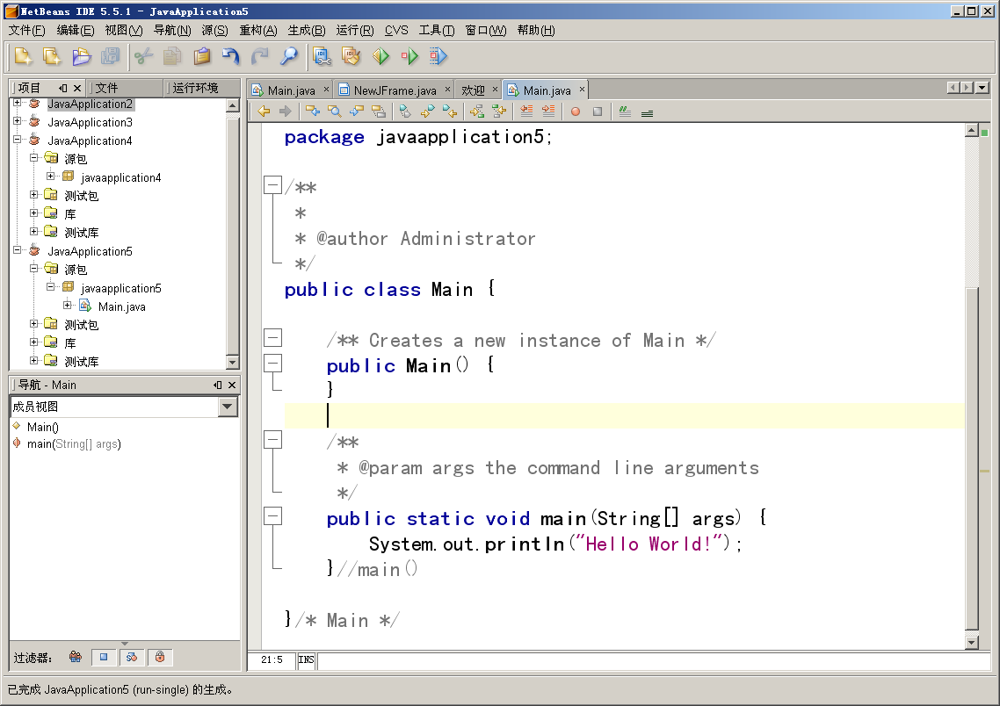 NetBeans IDE 5.5.1 - JavaApplication5
文件(F) 编辑(E) 视图(V) 导航(N) 源(S) 重构(A) 生成(B) 运行(R) CVS 工具(T) 窗口(W) 帮助(H)
项目 文件 运行环境
JavaApplication2
JavaApplication3
JavaApplication4
源包
javaapplication4
测试包
库
测试库
JavaApplication5
源包
javaapplication5
Main.java
测试包
库
测试库
导航 - Main
成员视图
Main()
main(String[] args)
过滤器:
Main.java NewJFrame.java 欢迎 Main.java
package javaapplication5;
/**
*
* @author Administrator
*/
public class Main {
/** Creates a new instance of Main */
public Main() {
}
/**
* @param args the command line arguments
*/
public static void main(String[] args) {
System.out.println("Hello World!");
}//main()
}/* Main */
21:5 INS
已完成 JavaApplication5 (run-single) 的生成。